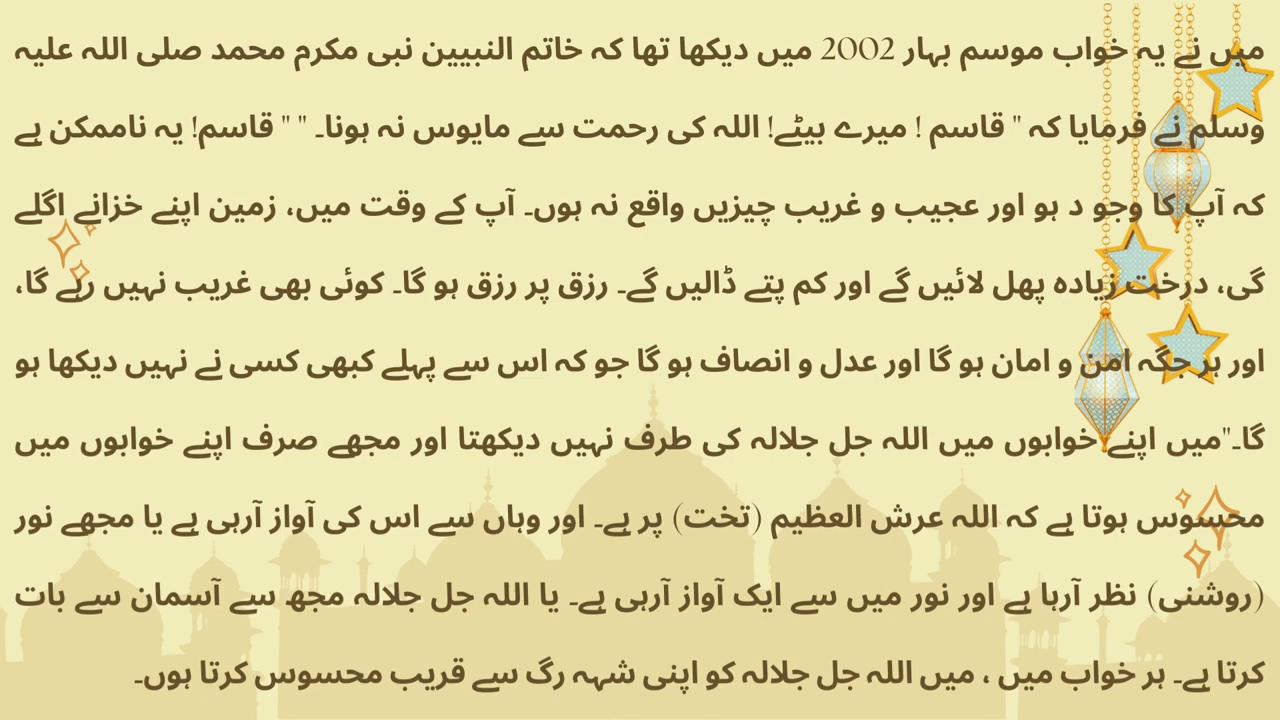 میں نے یہ خواب موسم بہار 2002 میں دیکھا تھا کہ خاتم النبیین نبی مکرم محمد صلی اللہ علیہ
وسلم نے فرمایا کہ " قاسم ! میرے بیٹے! اللہ کی رحمت سے مایوس نہ ہونا۔ " " قاسم! یہ ناممکن ہے
کہ آپ کا وجو د ہو اور عجیب و غریب چیزیں واقع نہ ہوں۔ آپ کے وقت میں، زمین اپنے خزانے اگلے
گی، درخت زیادہ پھل لائیں گے اور کم پتے ڈالیں گے۔ رزق پر رزق ہو گا۔ کوئی بھی غریب نہیں رہے گا،
اور ہر جگہ امن و امان ہو گا اور عدل و انصاف ہو گا جو کہ اس سے پہلے کبھی کسی نے نہیں دیکھا ہو
گا۔"میں اپنے خوابوں میں اللہ جل جلالہ کی طرف نہیں دیکھتا اور مجھے صرف اپنے خوابوں میں
محسوس ہوتا ہے کہ اللہ عرش العظیم (تخت) پر ہے۔ اور وہاں سے اس کی آواز آرہی ہے یا مجھے نور
(روشنی) نظر آرہا ہے اور نور میں سے ایک آواز آرہی ہے۔ یا اللہ جل جلالہ مجھ سے آسمان سے بات
کرتا ہے۔ ہر خواب میں ، میں اللہ جل جلالہ کو اپنی شہہ رگ سے قریب محسوس کرتا ہوں۔